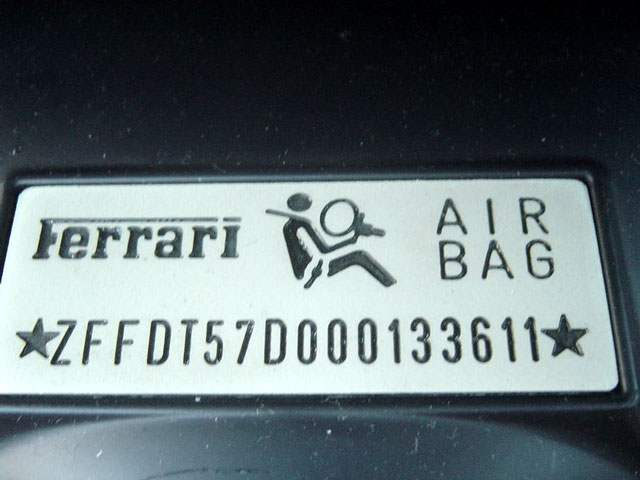 Ferrari
AIR
BAG
★ZFFDT57D000133611★